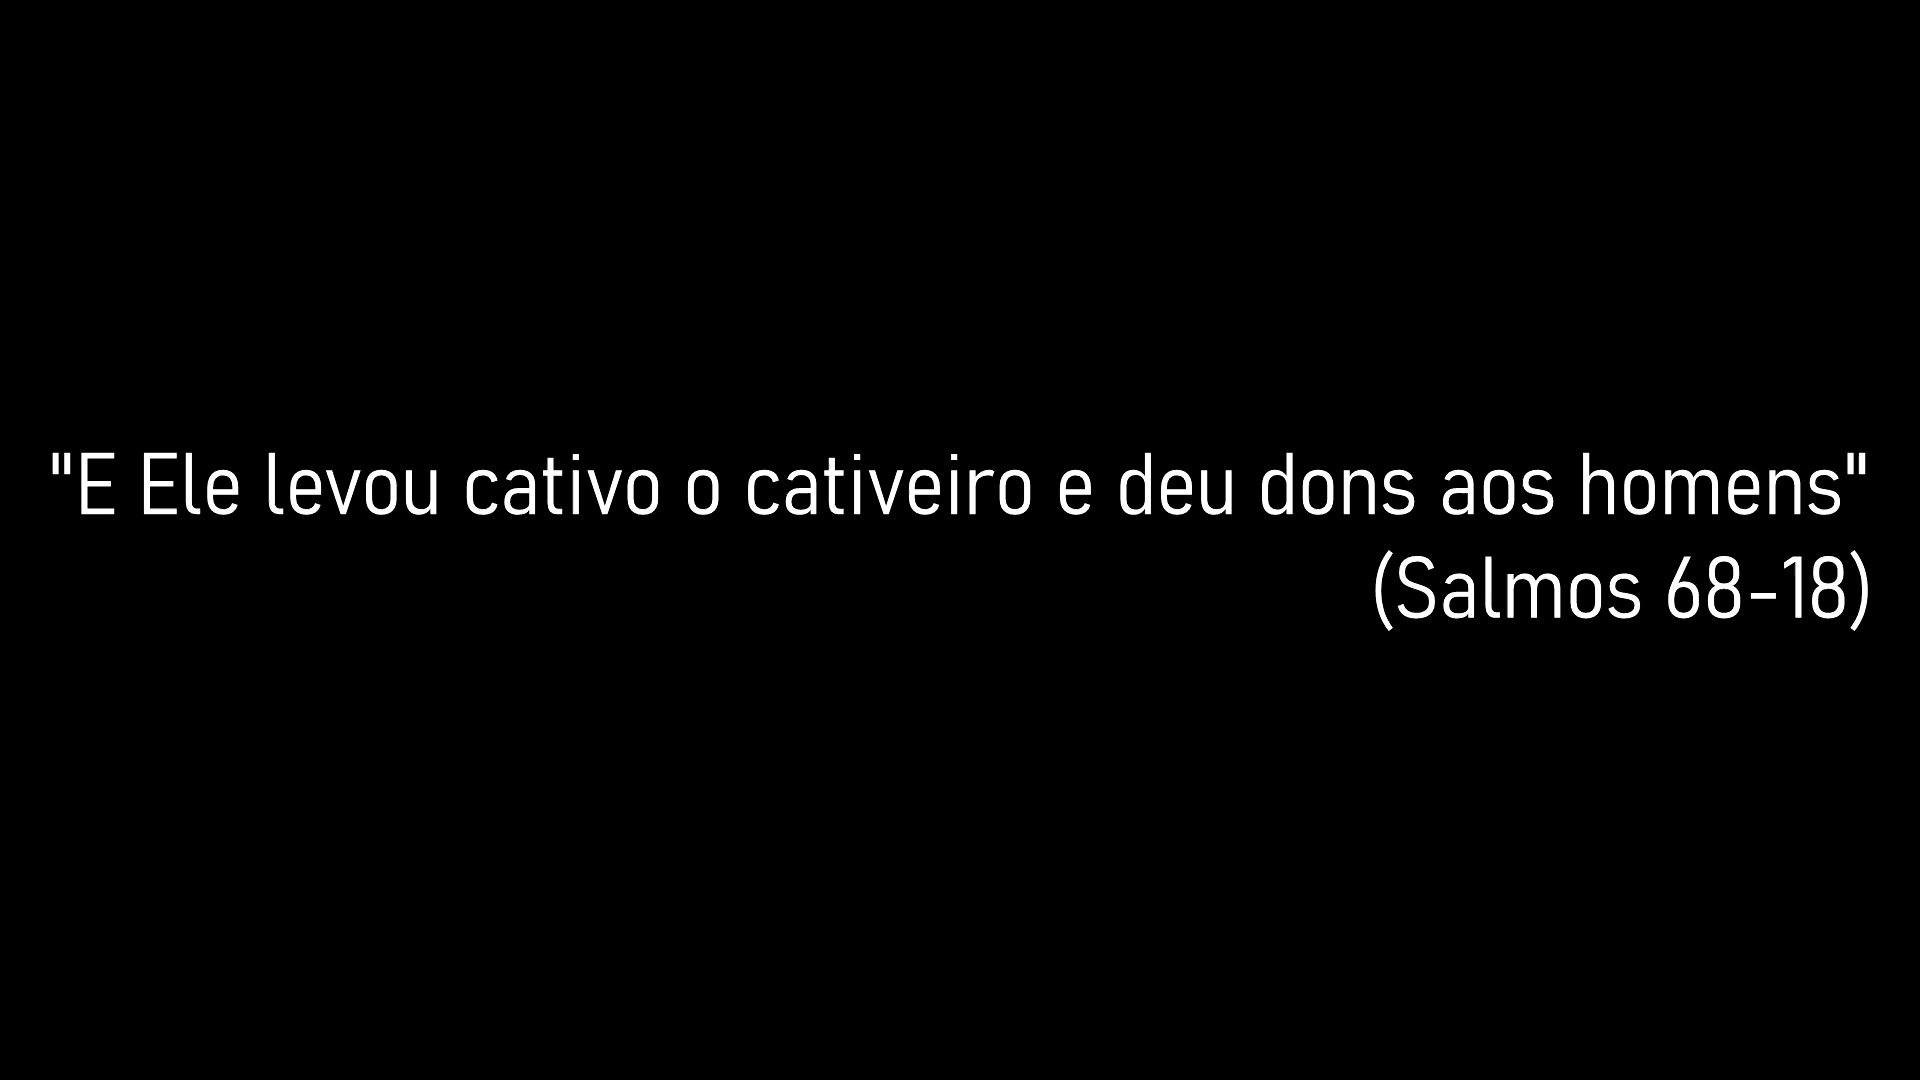 "E Ele levou cativo o cativeiro e deu dons aos homens"
(Salmos 68-18)